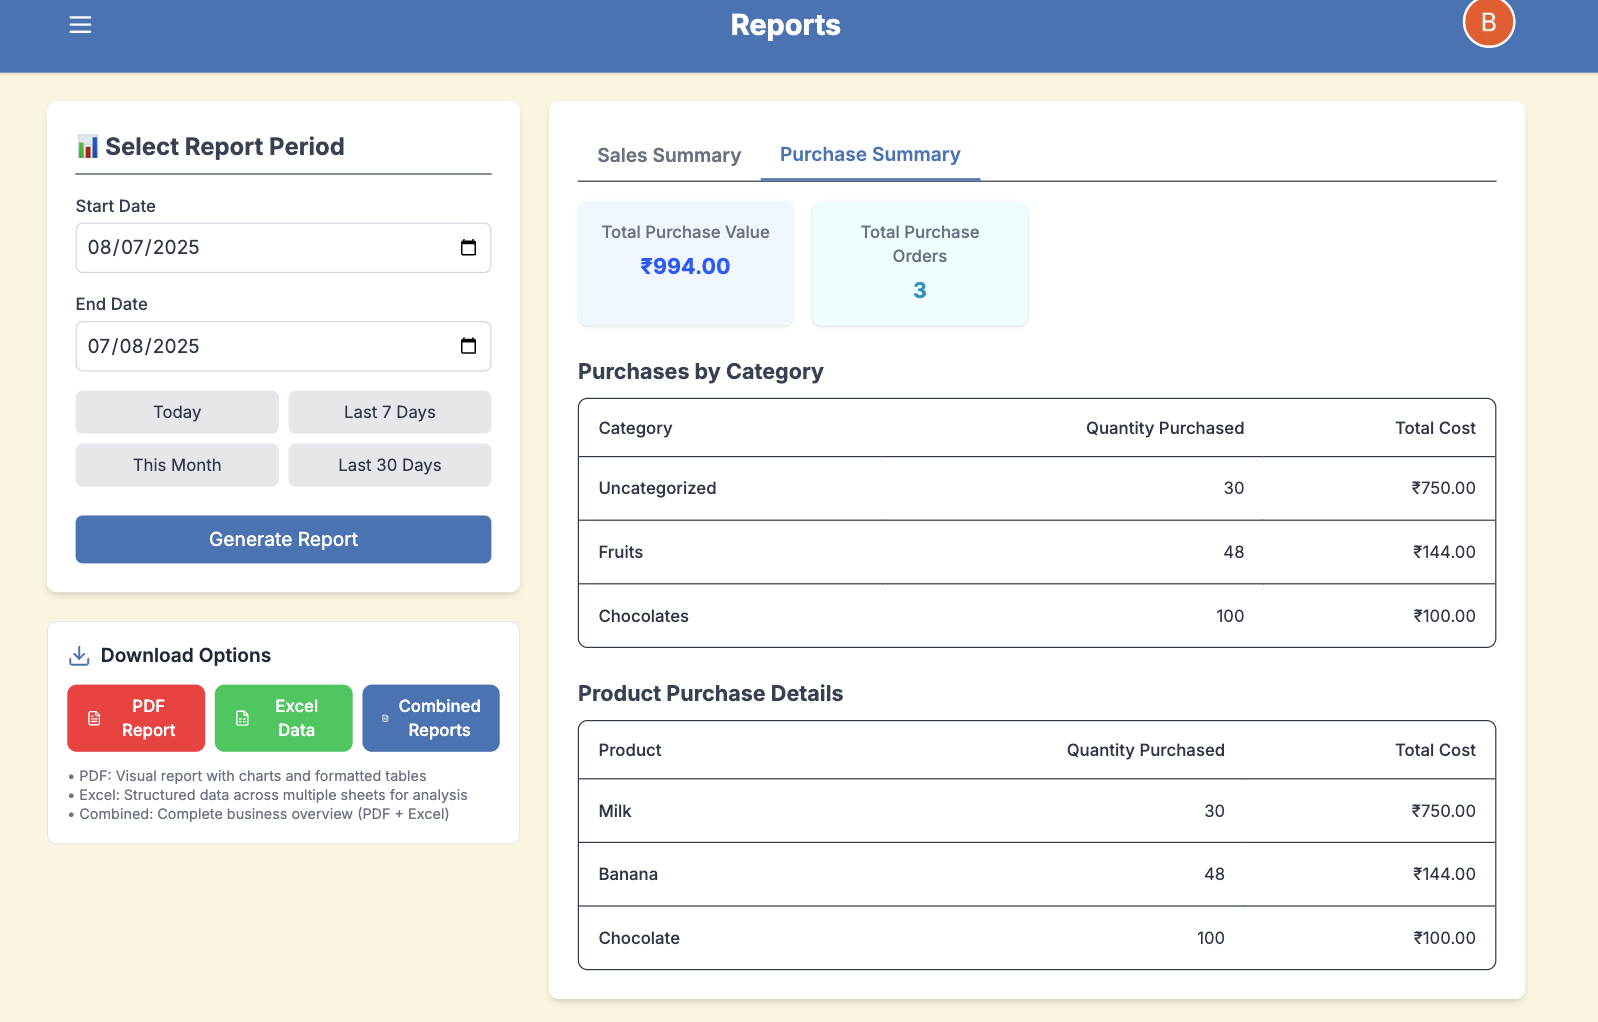 Reports
B
Select Report Period
Start Date
08/07/2025
End Date
07/08/2025
Today
Last 7 Days
This Month
Last 30 Days
Generate Report
Download Options
PDF
Report
Excel
Data
Combined
Reports
• PDF: Visual report with charts and formatted tables
• Excel: Structured data across multiple sheets for analysis
• Combined: Complete business overview (PDF + Excel)
Sales Summary
Purchase Summary
Total Purchase Value
₹994.00
Total Purchase
Orders
3
Purchases by Category
Category Quantity Purchased Total Cost
Uncategorized 30 ₹750.00
Fruits 48 ₹144.00
Chocolates 100 ₹100.00
Product Purchase Details
Product Quantity Purchased Total Cost
Milk 30 ₹750.00
Banana 48 ₹144.00
Chocolate 100 ₹100.00